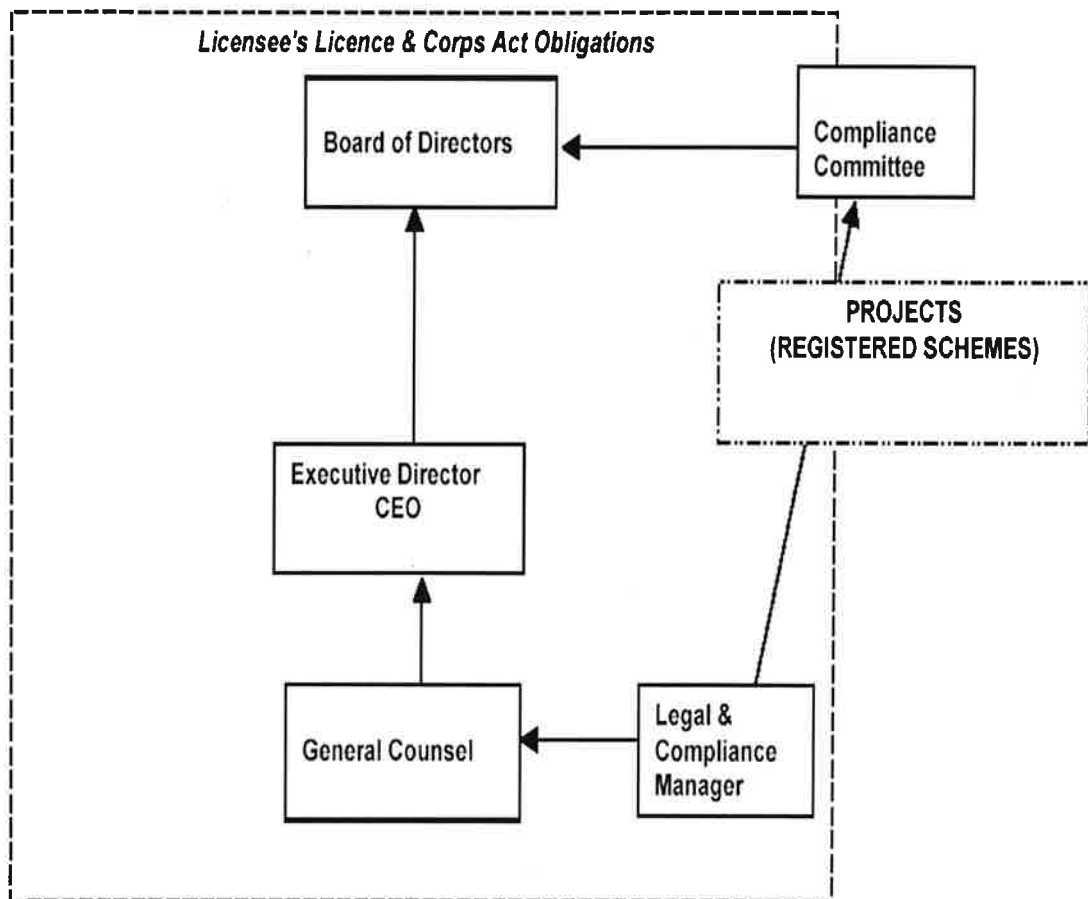 Licensee's Licence & Corps Act Obligations
Board of Directors
Compliance
Committee
PROJECTS
(REGISTERED SCHEMES)
Executive Director
CEO
General Counsel
Legal &
Compliance
Manager